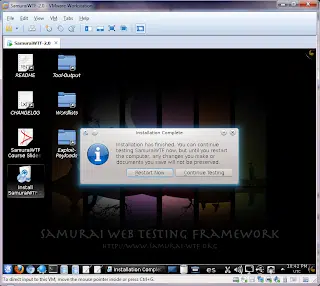 SamuraiWTF-2.0 - VMware Workstation
File Edit View VM Tabs Help
SamuraiWTF-2.0
README
Tool-Output
CHANGELOG
Wordlists
SamuraiWTF
Course Slides
Exploit-
Payloads
Install
SamuraiWTF
Installation Complete
Installation has finished. You can continue
testing SamuraiWTF now, but until you restart
the computer, any changes you make or
documents you save will not be preserved.
Restart Now
Continue Testing
SAMURAI WEB TESTING FRAMEWORK
HTTP://WWW.SAMURAI-WTF.ORG
Installation Comple
es
UTC
To direct input to this VM, move the mouse pointer inside or press Ctrl+G.